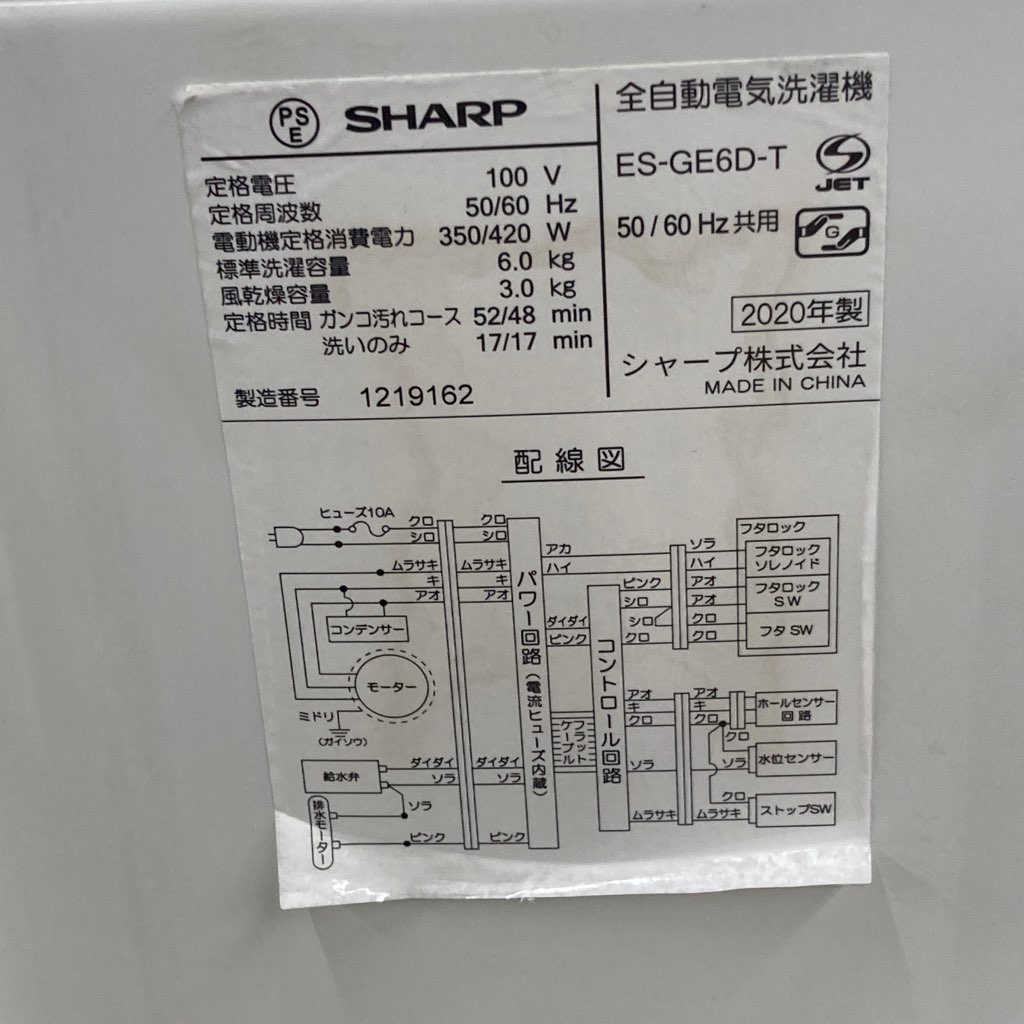 PS
E
SHARP
定格電圧 100 V
定格周波数 50/60 Hz
電動機定格消費電力 350/420 W
標準洗濯容量 6.0 kg
風乾燥容量 3.0 kg
定格時間 ガンコ汚れコース 52/48 min
洗いのみ 17/17 min
製造番号 1219162
全自動電気洗濯機
ES-GE6D-T
S
JET
50/60 Hz 共用
G
2020年製
シャープ株式会社
MADE IN CHINA
配線図
ヒューズ10A
クロ
シロ
ムラサキ
キ
アオ
コンデンサー
モーター
ミドリ
(ガイソウ)
給水弁
ダイダイ
ソラ
ソラ
排水モーター
ピンク
クロ
シロ
ムラサキ
キ
アオ
ダイダイ
ソラ
ピンク
パワー回路(電流ヒューズ内蔵)
アカ
ハイ
ダイダイ
ピンク
フラット
ケーブル
コントロール回路
ピンク
シロ
シロ
クロ
ソラ
ハイ
アオ
アオ
クロ
クロ
フタロック
フタロック
ソレノイド
フタロック
SW
フタ SW
アオ
キ
クロ
ソラ
ムラサキ
アオ
キ
クロ
クロ
ソラ
クロ
ムラサキ
ホールセンサー
回路
水位センサー
ストップSW